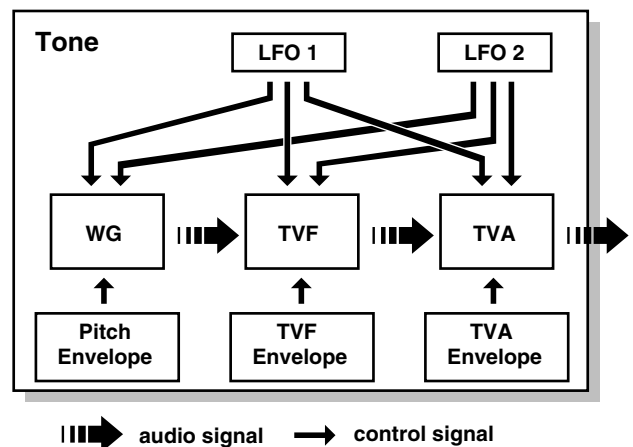 Tone
LFO 1
LFO 2
WG
TVF
TVA
Pitch
Envelope
TVF
Envelope
TVA
Envelope
audio signal
control signal